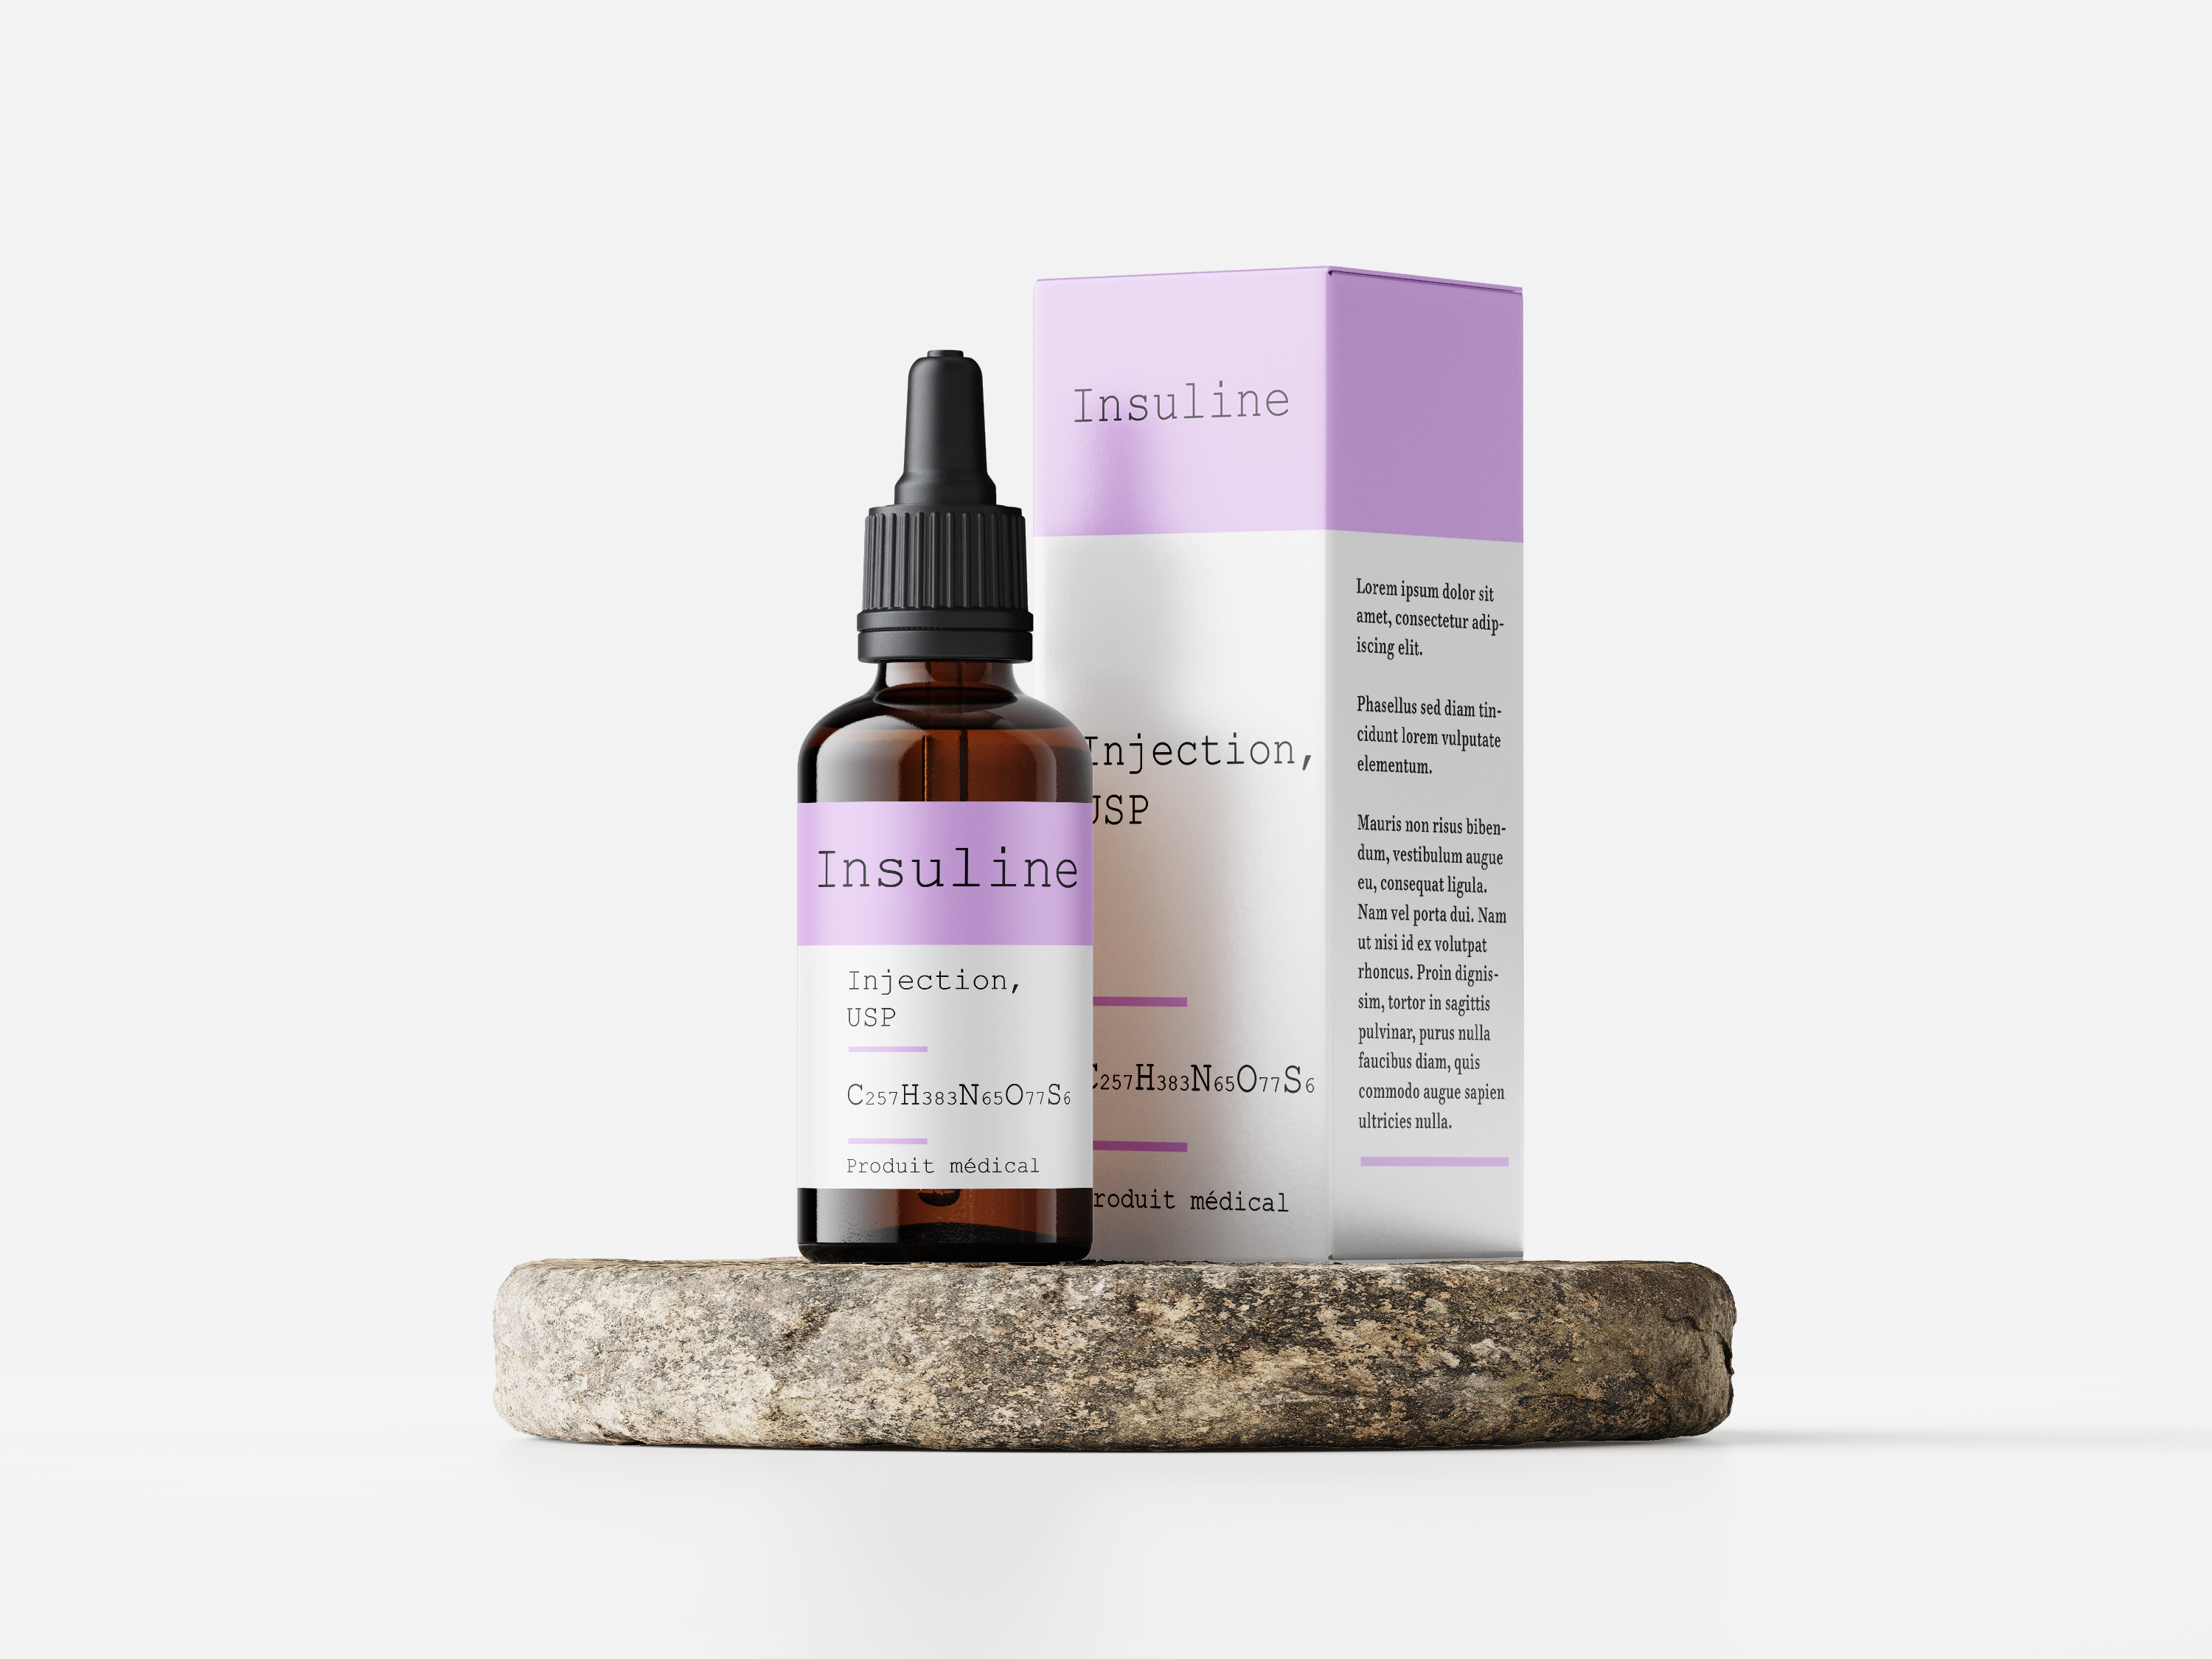 Insuline
Injection,
USP
C257H383N65O77S6
Produit médical
Insuline
Injection,
USP
C257H383N65O77S6
Produit médical
Lorem ipsum dolor sit
amet, consectetur adip-
iscing elit.
Phasellus sed diam tin-
cidunt lorem vulputate
elementum.
Mauris non risus biben-
dum, vestibulum augue
eu, consequat ligula.
Nam vel porta dui. Nam
ut nisi id ex volutpat
rhoncus. Proin dignis-
sim, tortor in sagittis
pulvinar, purus nulla
faucibus diam, quis
commodo augue sapien
ultricies nulla.